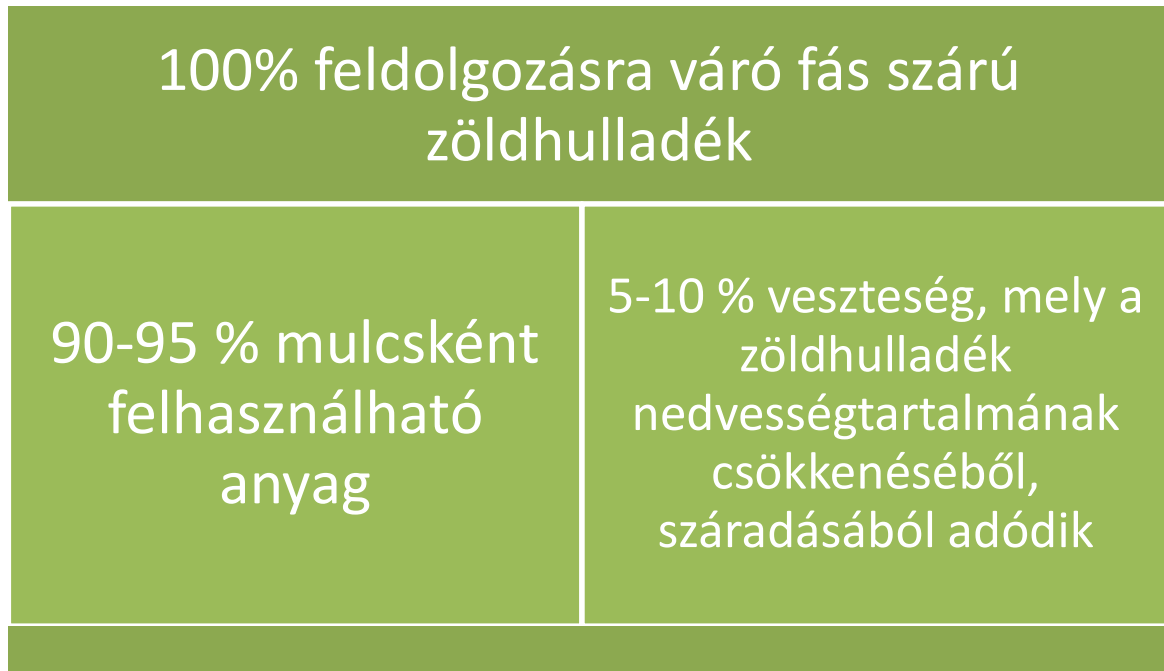 100% feldolgozásra váró fás szárú
zöldhulladék
90-95 % mulcsként
felhasználható
anyag
5-10 % veszteség, mely a
zöldhulladék
nedvességtartalmának
csökkenéséből,
száradásából adódik